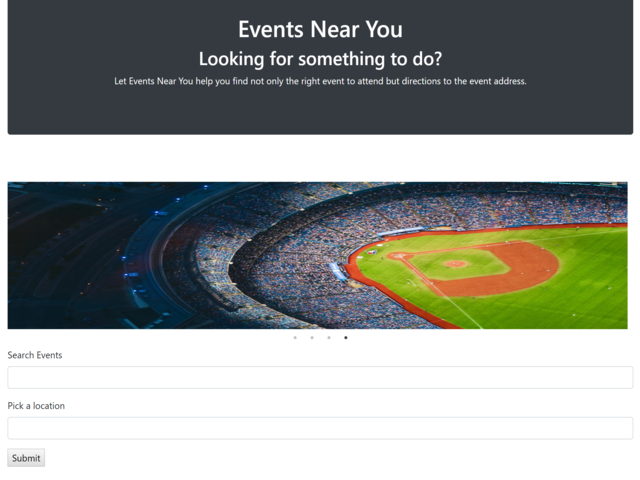 Events Near You
Looking for something to do?
Let Events Near You help you find not only the right event to attend but directions to the event address.
Search Events
Pick a location
Submit